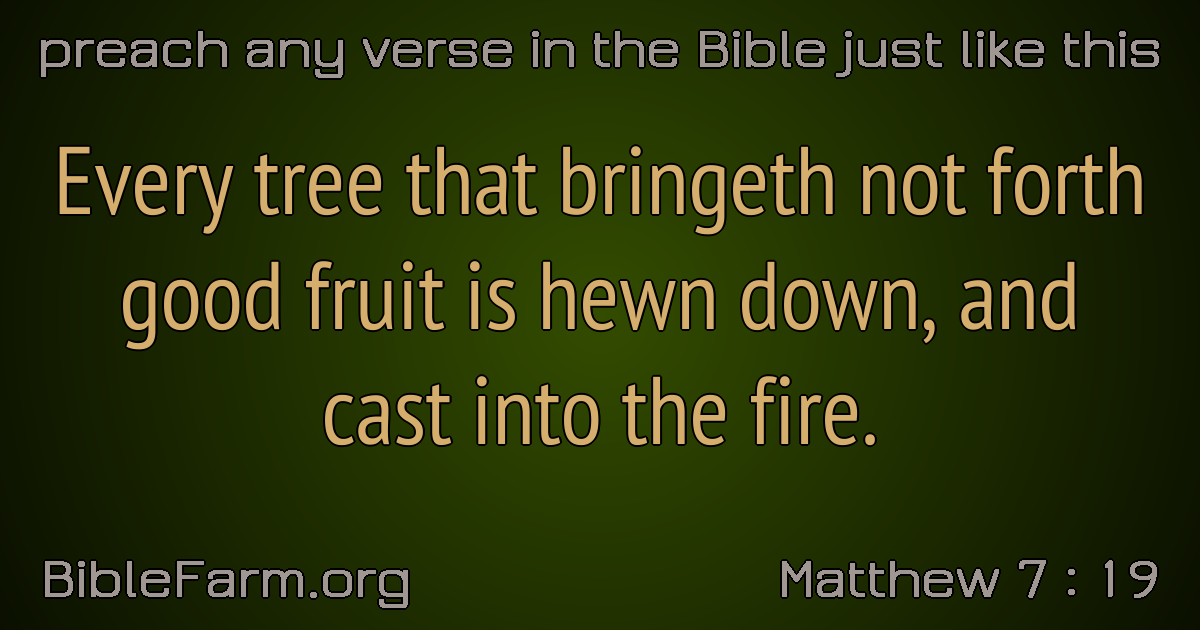 preach any verse in the Bible just like this
Every tree that bringeth not forth
good fruit is hewn down, and
cast into the fire.
BibleFarm.org
Matthew 7 : 19